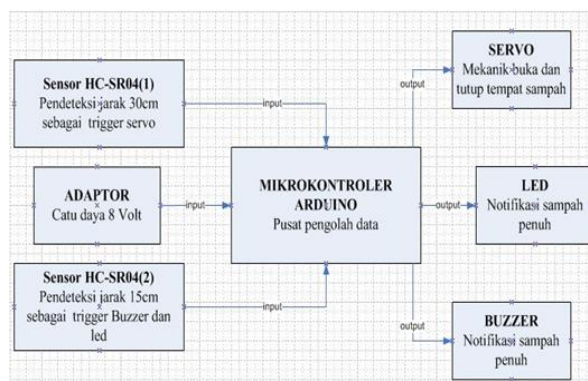 Sensor HC-SR04(1)
Pendeteksi jarak 30cm
sebagai trigger servo
input
ADAPTOR
Catu daya 8 Volt
input
Sensor HC-SR04(2)
Pendeteksi jarak 15cm
sebagai trigger Buzzer dan
led
input
MIKROKONTROLER
ARDUINO
Pusat pengolah data
output
SERVO
Mekanik buka dan
tutup tempat sampah
output
LED
Notifikasi sampah
penuh
output
BUZZER
Notifikasi sampah
penuh